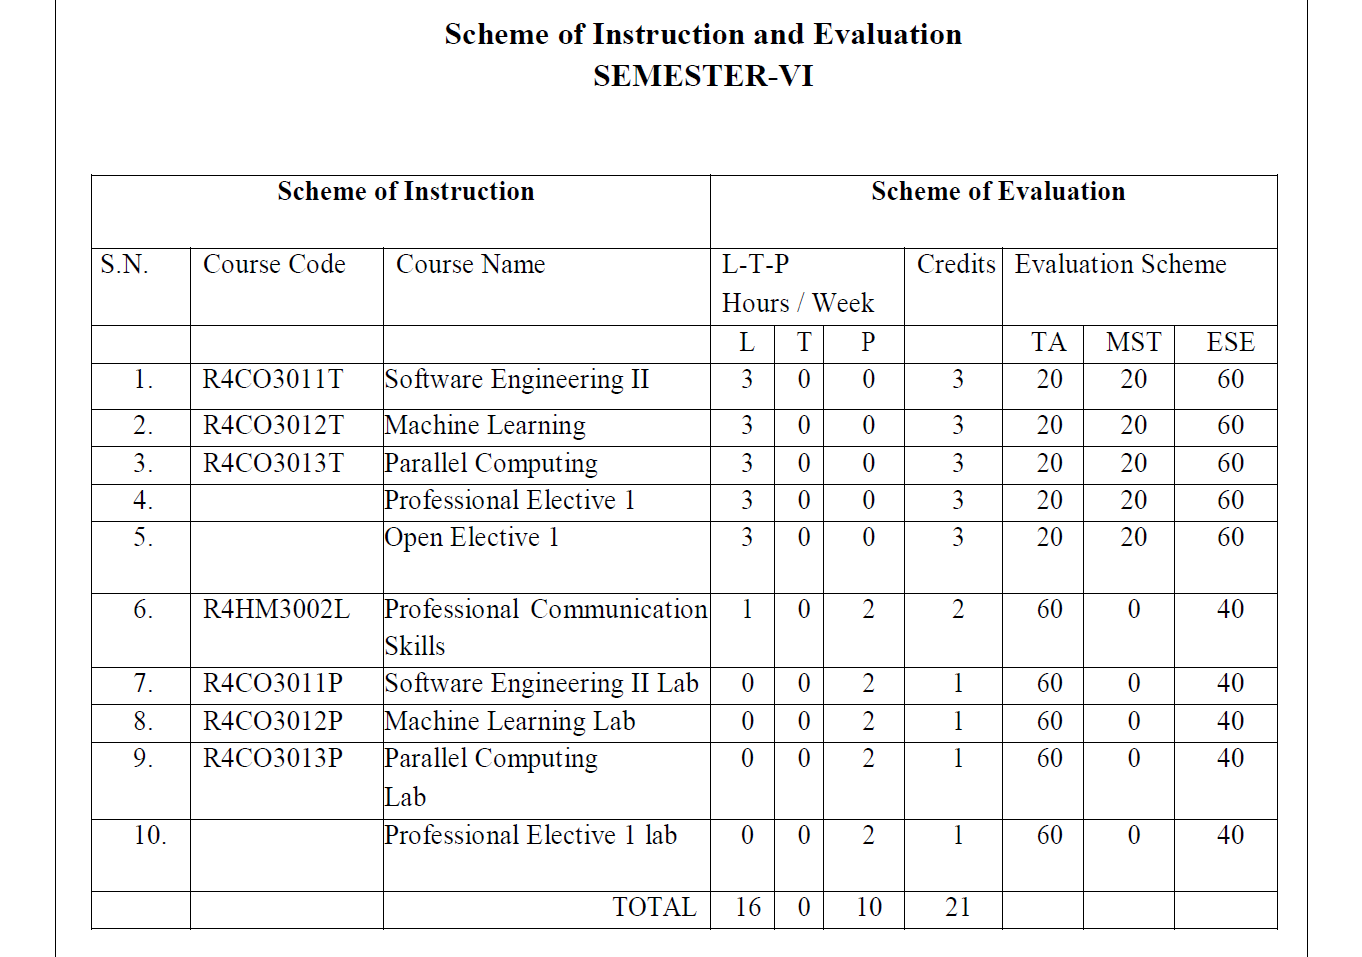 Scheme of Instruction and Evaluation
SEMESTER-VI
Scheme of Instruction Scheme of Evaluation
S.N. Course Code Course Name L-T-P Credits Evaluation Scheme
Hours / Week
L T P TA MST ESE
1. R4CO3011T Software Engineering II 3 0 0 3 20 20 60
2. R4CO3012T Machine Learning 3 0 0 3 20 20 60
3. R4CO3013T Parallel Computing 3 0 0 3 20 20 60
4. Professional Elective 1 3 0 0 3 20 20 60
5. Open Elective 1 3 0 0 3 20 20 60
6. R4HM3002L Professional Communication 1 0 2 2 60 0 40
Skills
7. R4CO3011P Software Engineering II Lab 0 0 2 1 60 0 40
8. R4CO3012P Machine Learning Lab 0 0 2 1 60 0 40
9. R4CO3013P Parallel Computing 0 0 2 1 60 0 40
Lab
10. Professional Elective 1 lab 0 0 2 1 60 0 40
TOTAL 16 0 10 21